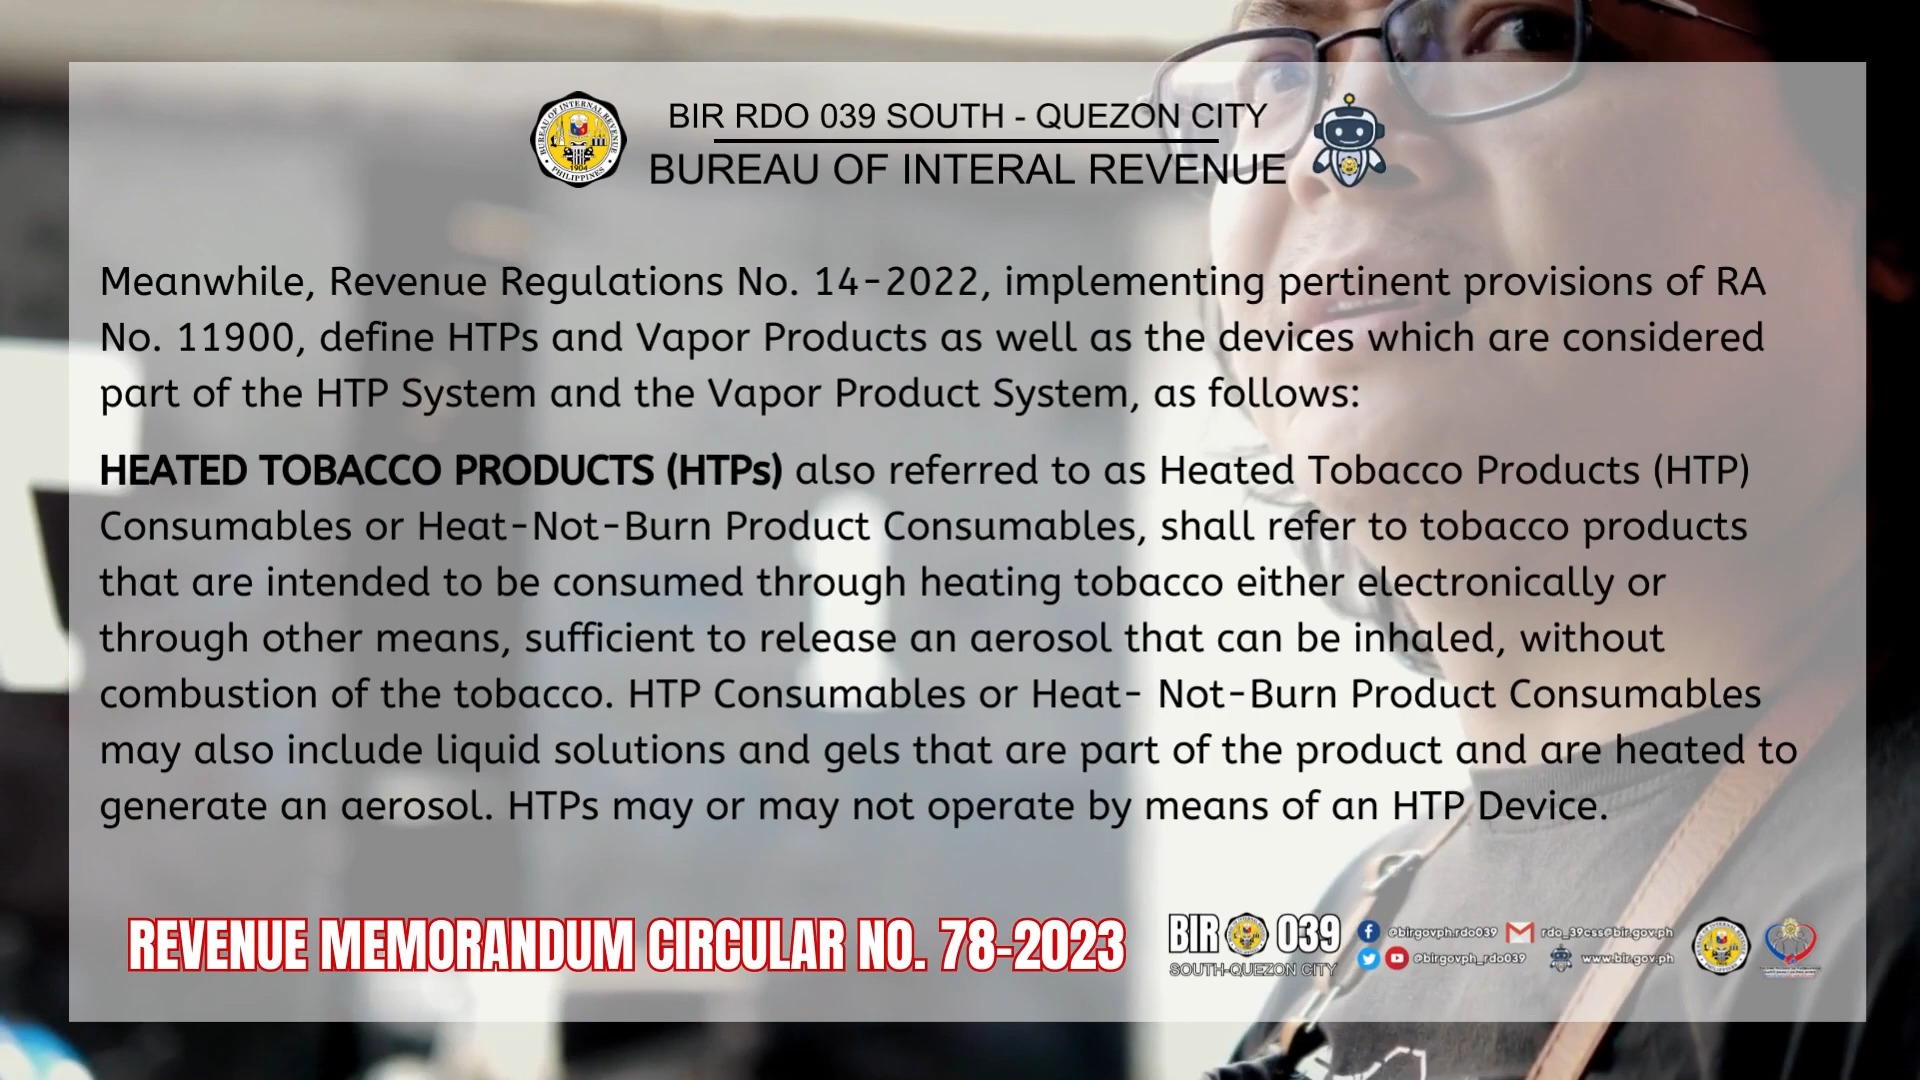 BIR RDO 039 SOUTH - QUEZON CITY
BUREAU OF INTERAL REVENUE
BUREAU OF INTERNAL REVENUE
1904
PHILIPPINES
Meanwhile, Revenue Regulations No. 14-2022, implementing pertinent provisions of RA
No. 11900, define HTPs and Vapor Products as well as the devices which are considered
part of the HTP System and the Vapor Product System, as follows:
HEATED TOBACCO PRODUCTS (HTPs) also referred to as Heated Tobacco Products (HTP)
Consumables or Heat-Not-Burn Product Consumables, shall refer to tobacco products
that are intended to be consumed through heating tobacco either electronically or
through other means, sufficient to release an aerosol that can be inhaled, without
combustion of the tobacco. HTP Consumables or Heat- Not-Burn Product Consumables
may also include liquid solutions and gels that are part of the product and are heated to
generate an aerosol. HTPs may or may not operate by means of an HTP Device.
REVENUE MEMORANDUM CIRCULAR NO. 78-2023
BIR 039
SOUTH-QUEZON CITY
@birgovph.rdo039
rdo_39css@bir.gov.ph
@birgovph_rdo039
www.bir.gov.ph